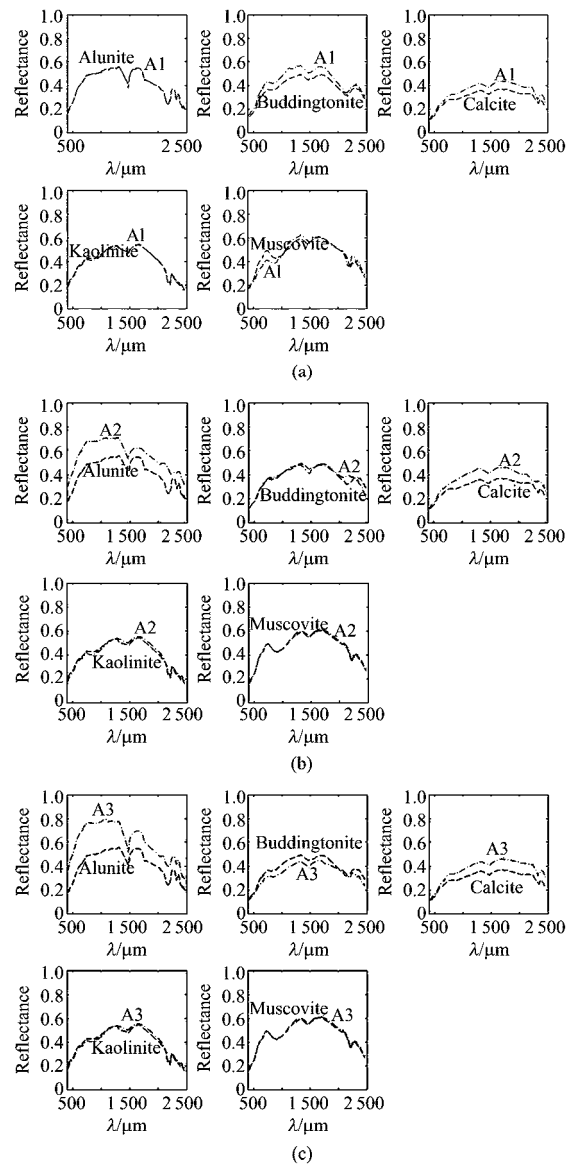 Reflectance 1.0 0.8 0.6 0.4 0.2 0 Alunite A1 500 1 500 2 500 λ/μm
Reflectance 1.0 0.8 0.6 0.4 0.2 0 A1 Buddingtonite 500 1 500 2 500 λ/μm
Reflectance 1.0 0.8 0.6 0.4 0.2 0 A1 Calcite 500 1 500 2 500 λ/μm
Reflectance 1.0 0.8 0.6 0.4 0.2 0 A1 Kaolinite 500 1 500 2 500 λ/μm
Reflectance 1.0 0.8 0.6 0.4 0.2 0 Muscovite A1 500 1 500 2 500 λ/μm
(a)
Reflectance 1.0 0.8 0.6 0.4 0.2 0 A2 Alunite 500 1 500 2 500 λ/μm
Reflectance 1.0 0.8 0.6 0.4 0.2 0 A2 Buddingtonite 500 1 500 2 500 λ/μm
Reflectance 1.0 0.8 0.6 0.4 0.2 0 A2 Calcite 500 1 500 2 500 λ/μm
Reflectance 1.0 0.8 0.6 0.4 0.2 0 A2 Kaolinite 500 1 500 2 500 λ/μm
Reflectance 1.0 0.8 0.6 0.4 0.2 0 Muscovite A2 500 1 500 2 500 λ/μm
(b)
Reflectance 1.0 0.8 0.6 0.4 0.2 0 A3 Alunite 500 1 500 2 500 λ/μm
Reflectance 1.0 0.8 0.6 0.4 0.2 0 Buddingtonite A3 500 1 500 2 500 λ/μm
Reflectance 1.0 0.8 0.6 0.4 0.2 0 A3 Calcite 500 1 500 2 500 λ/μm
Reflectance 1.0 0.8 0.6 0.4 0.2 0 A3 Kaolinite 500 1 500 2 500 λ/μm
Reflectance 1.0 0.8 0.6 0.4 0.2 0 Muscovite A3 500 1 500 2 500 λ/μm
(c)